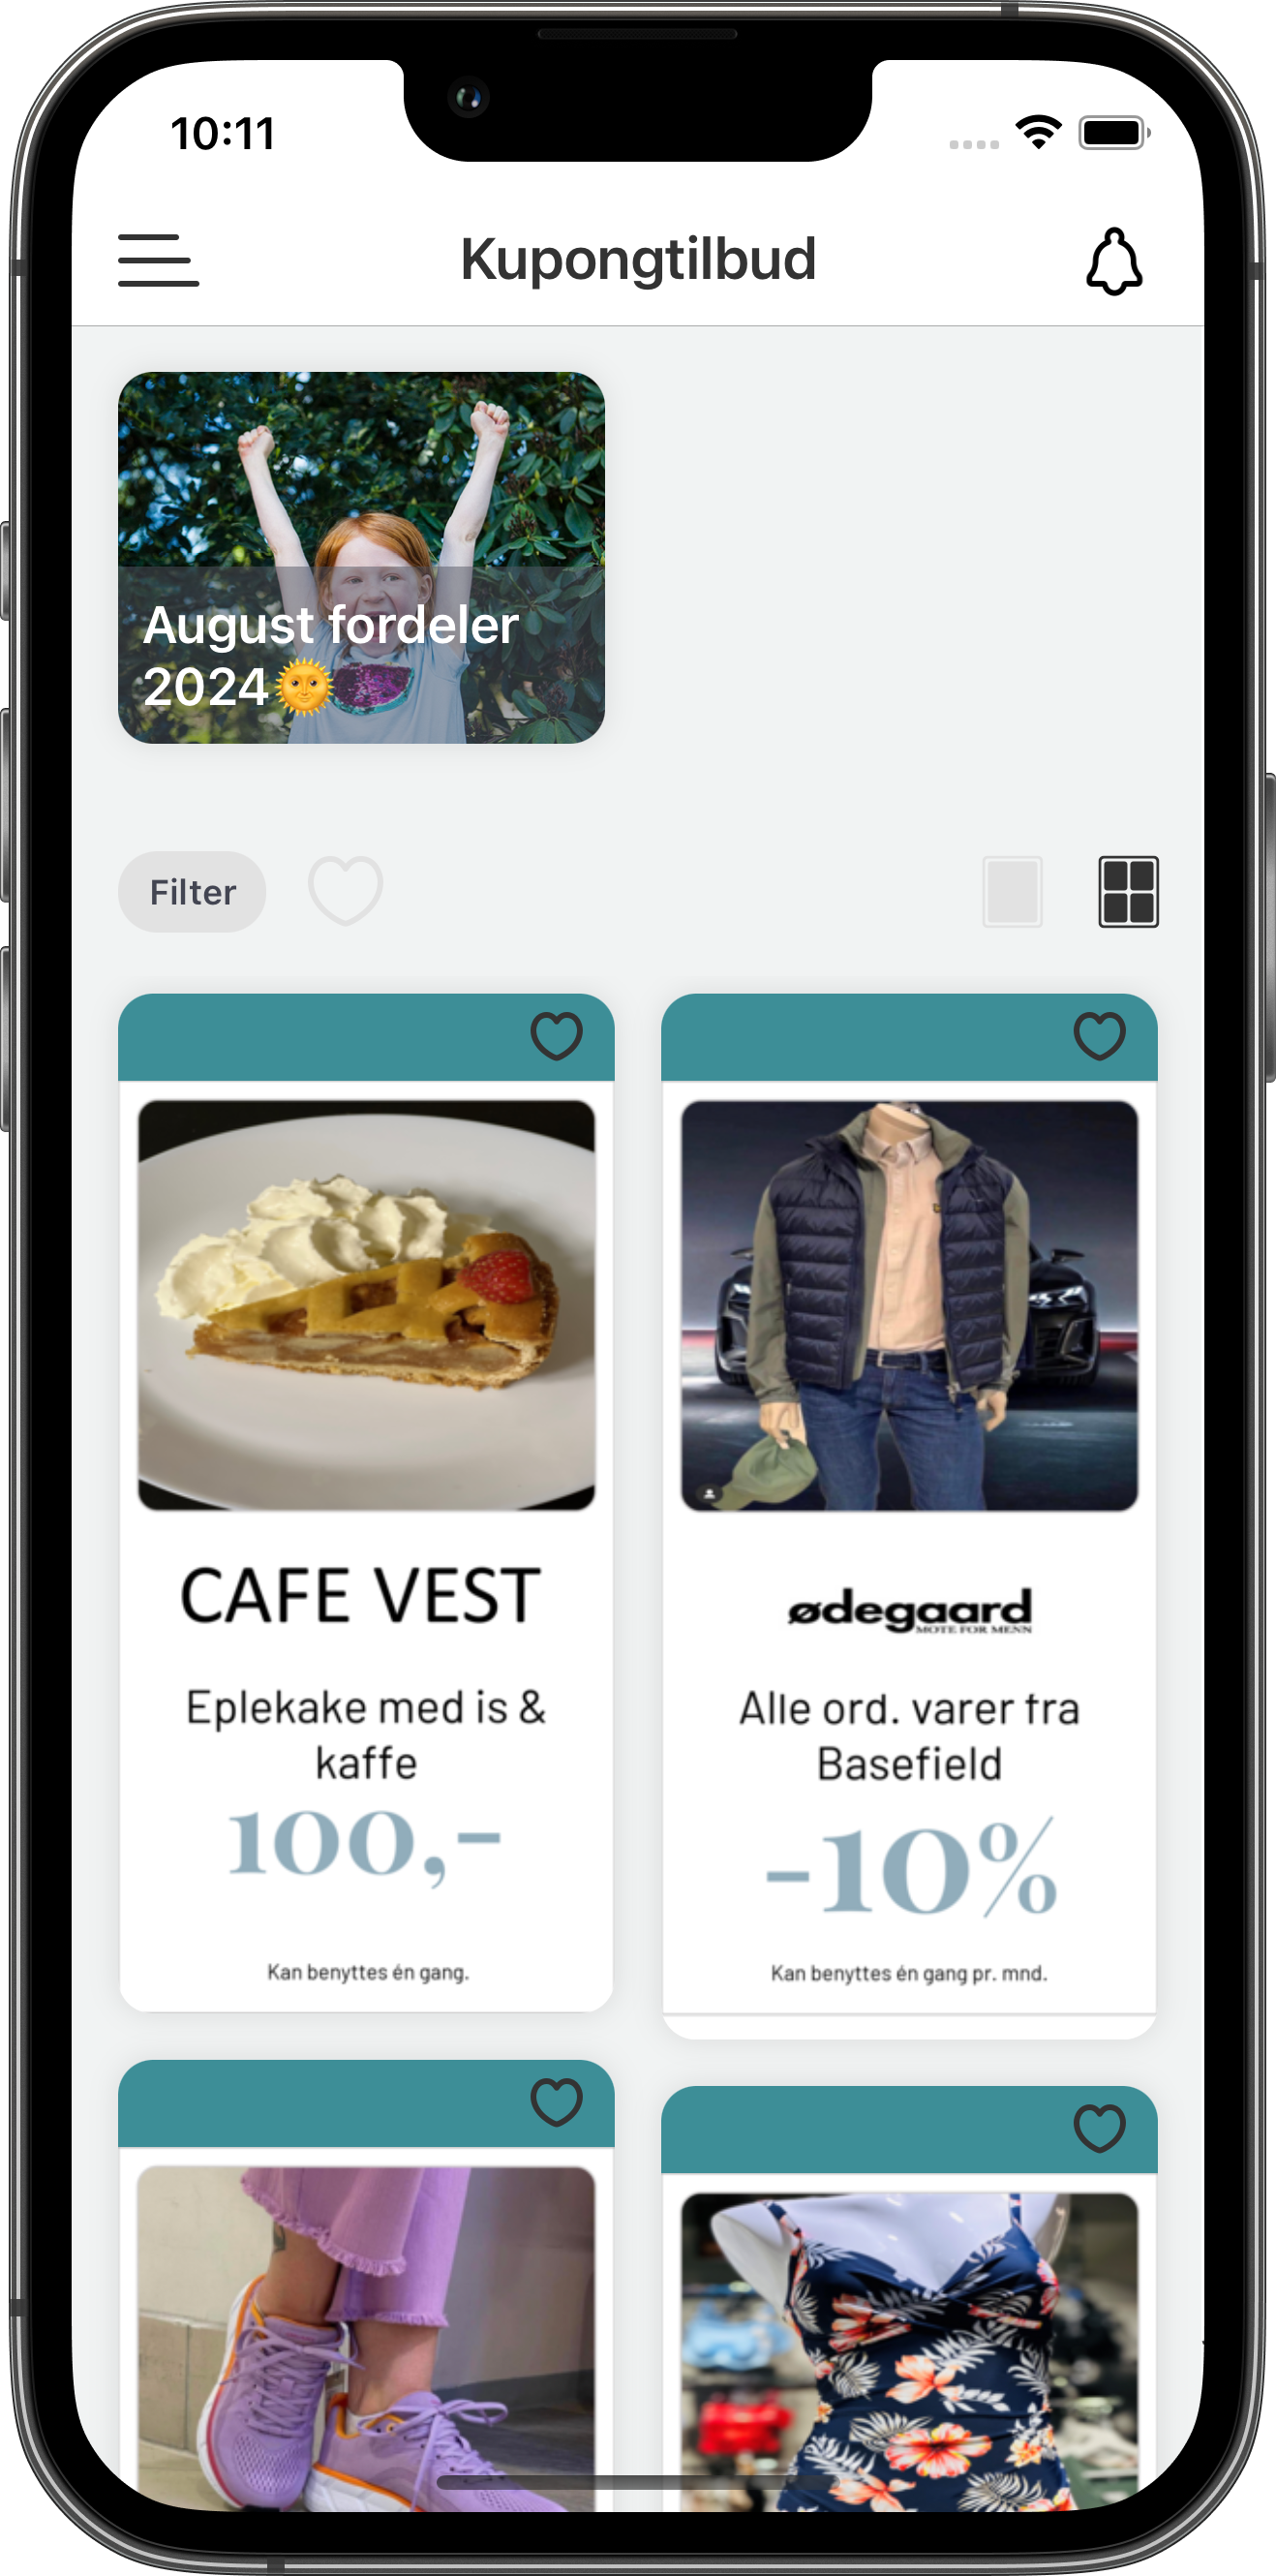 10:11
Kupongtilbud
August fordeler
2024🌞
Filter
CAFE VEST
Eplekake med is &
kaffe
100,-
Kan benyttes én gang.
ødegaard
MOTE FOR MENN
Alle ord. varer fra
Basefield
-10%
Kan benyttes én gang pr. mnd.